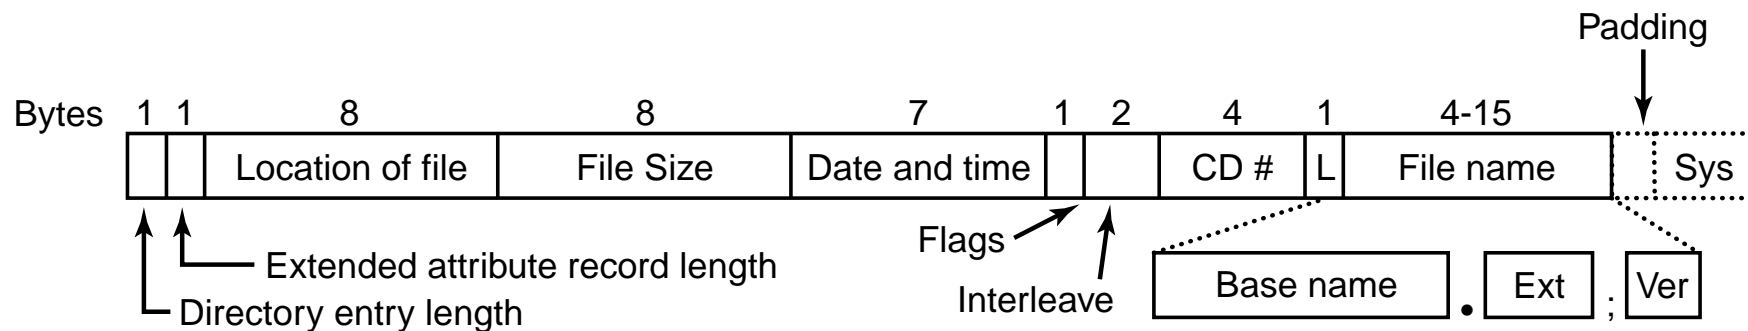 Padding
Bytes 1 1 8 8 7 1 2 4 1 4-15
Location of file File Size Date and time CD # L File name Sys
Flags
Extended attribute record length
Interleave
Base name . Ext ; Ver
Directory entry length